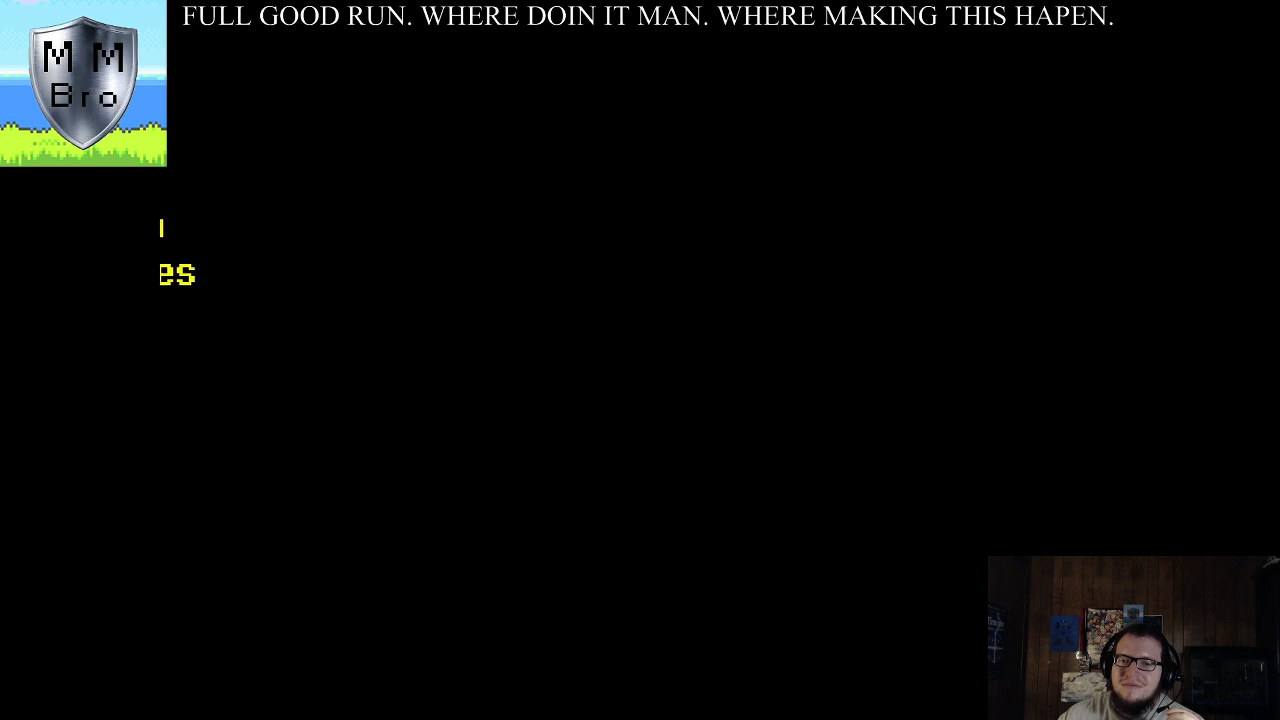 FULL GOOD RUN. WHERE DOIN IT MAN. WHERE MAKING THIS HAPEN.
M M
Bro
es